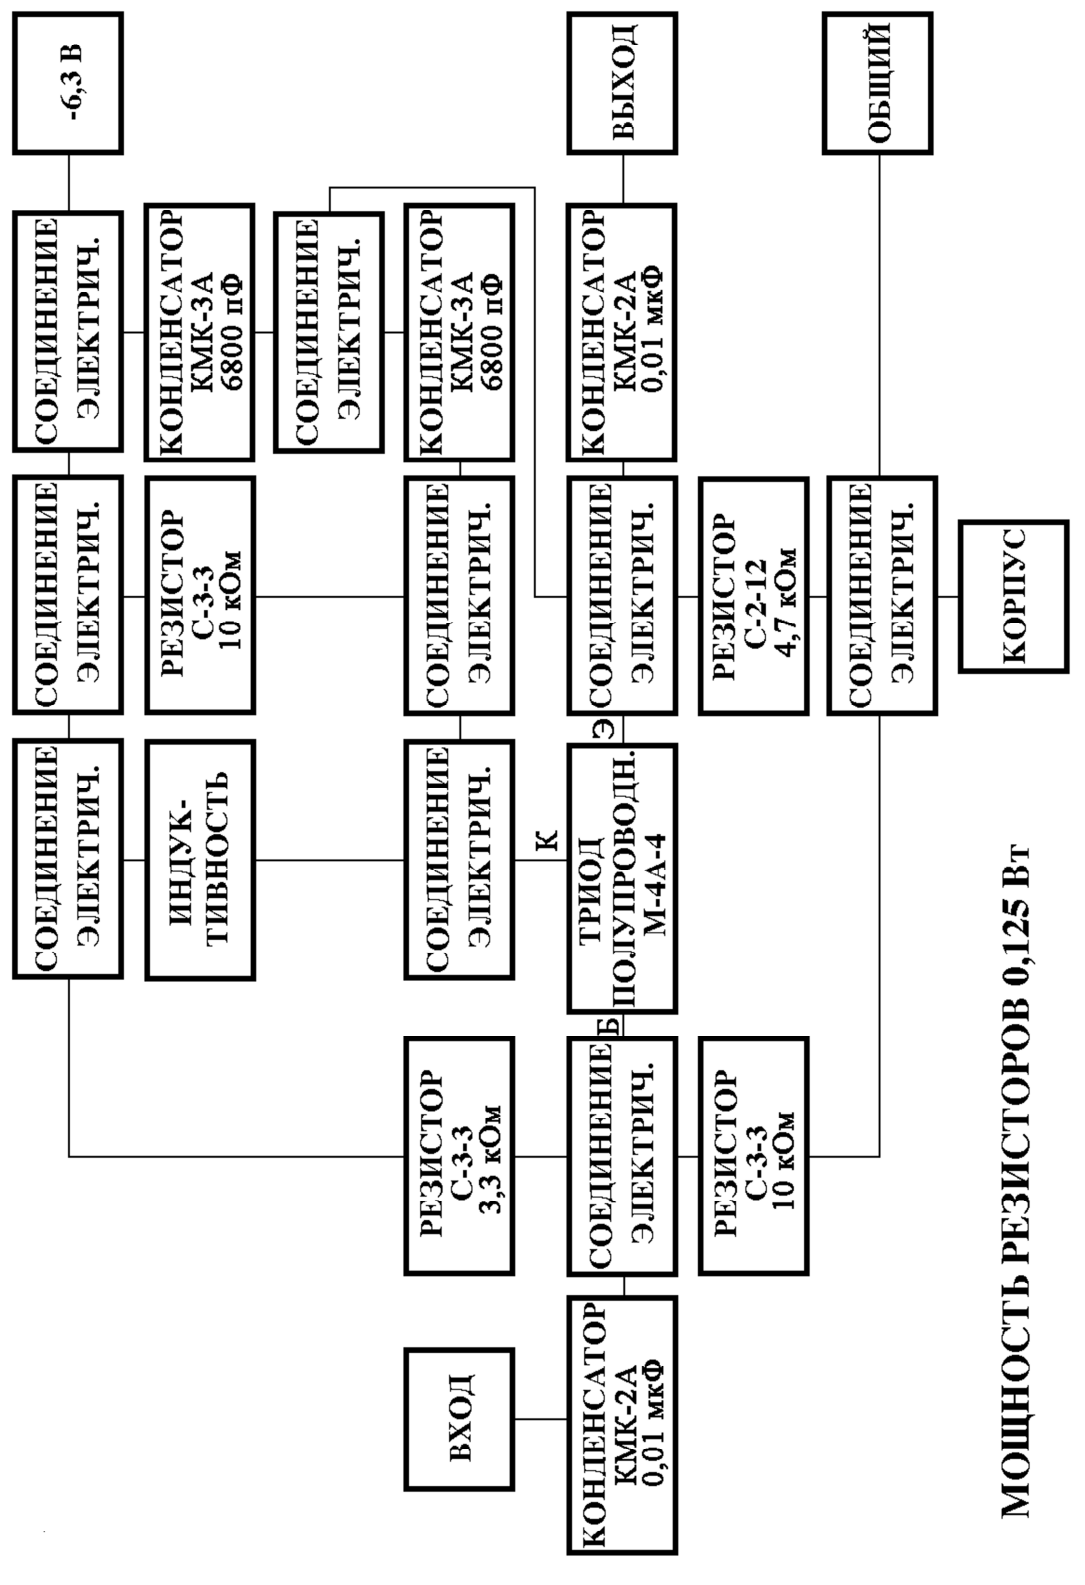 СОЕДИНЕНИЕ
ЭЛЕКТРИЧ.
СОЕДИНЕНИЕ
ЭЛЕКТРИЧ.
СОЕДИНЕНИЕ
ЭЛЕКТРИЧ.
-6,3 В
ИНДУК-
ТИВНОСТЬ
РЕЗИСТОР
С-3-3
10 кОм
КОНДЕНСАТОР
КМК-3А
6800 пФ
СОЕДИНЕНИЕ
ЭЛЕКТРИЧ.
ВХОД
РЕЗИСТОР
С-3-3
3,3 кОм
СОЕДИНЕНИЕ
ЭЛЕКТРИЧ.
СОЕДИНЕНИЕ
ЭЛЕКТРИЧ.
КОНДЕНСАТОР
КМК-3А
6800 пФ
К
КОНДЕНСАТОР
КМК-2А
0,01 мкФ
СОЕДИНЕНИЕ
ЭЛЕКТРИЧ.
Б
ТРИОД
ПОЛУПРОВОДН.
М-4А-4
Э
СОЕДИНЕНИЕ
ЭЛЕКТРИЧ.
КОНДЕНСАТОР
КМК-2А
0,01 мкФ
ВЫХОД
РЕЗИСТОР
С-3-3
10 кОм
РЕЗИСТОР
С-2-12
4,7 кОм
СОЕДИНЕНИЕ
ЭЛЕКТРИЧ.
ОБЩИЙ
КОРПУС
МОЩНОСТЬ РЕЗИСТОРОВ 0,125 Вт